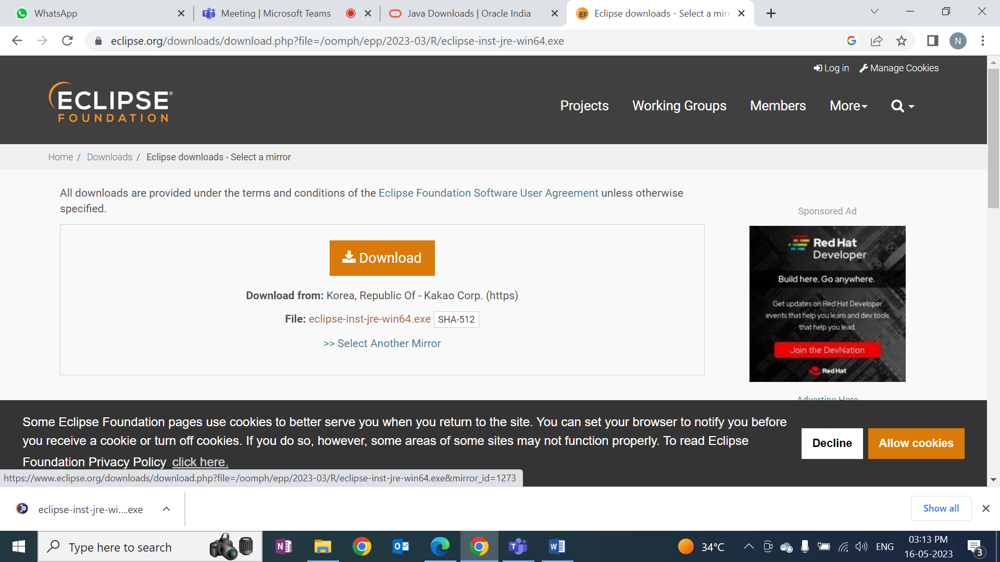 WhatsApp
Meeting | Microsoft Teams
Java Downloads | Oracle India
EF Eclipse downloads - Select a mirr
eclipse.org/downloads/download.php?file=/oomph/epp/2023-03/R/eclipse-inst-jre-win64.exe
N
Log in
Manage Cookies
ECLIPSE®
FOUNDATION
Projects
Working Groups
Members
More
Home / Downloads / Eclipse downloads - Select a mirror
All downloads are provided under the terms and conditions of the Eclipse Foundation Software User Agreement unless otherwise
specified.
Download
Download from: Korea, Republic Of - Kakao Corp. (https)
File: eclipse-inst-jre-win64.exe SHA-512
>> Select Another Mirror
Sponsored Ad
Red Hat
Developer
Build here. Go anywhere.
Get updates on Red Hat Developer
events that help you learn and dev tools
that help you lead.
Join the DevNation
Red Hat
Advertise Here
Some Eclipse Foundation pages use cookies to better serve you when you return to the site. You can set your browser to notify you before
you receive a cookie or turn off cookies. If you do so, however, some areas of some sites may not function properly. To read Eclipse
Foundation Privacy Policy click here.
Decline
Allow cookies
https://www.eclipse.org/downloads/download.php?file=/oomph/epp/2023-03/R/eclipse-inst-jre-win64.exe&mirror_id=1273
eclipse-inst-jre-wi....exe
Show all
Type here to search
34°C
ENG
03:13 PM
16-05-2023
3